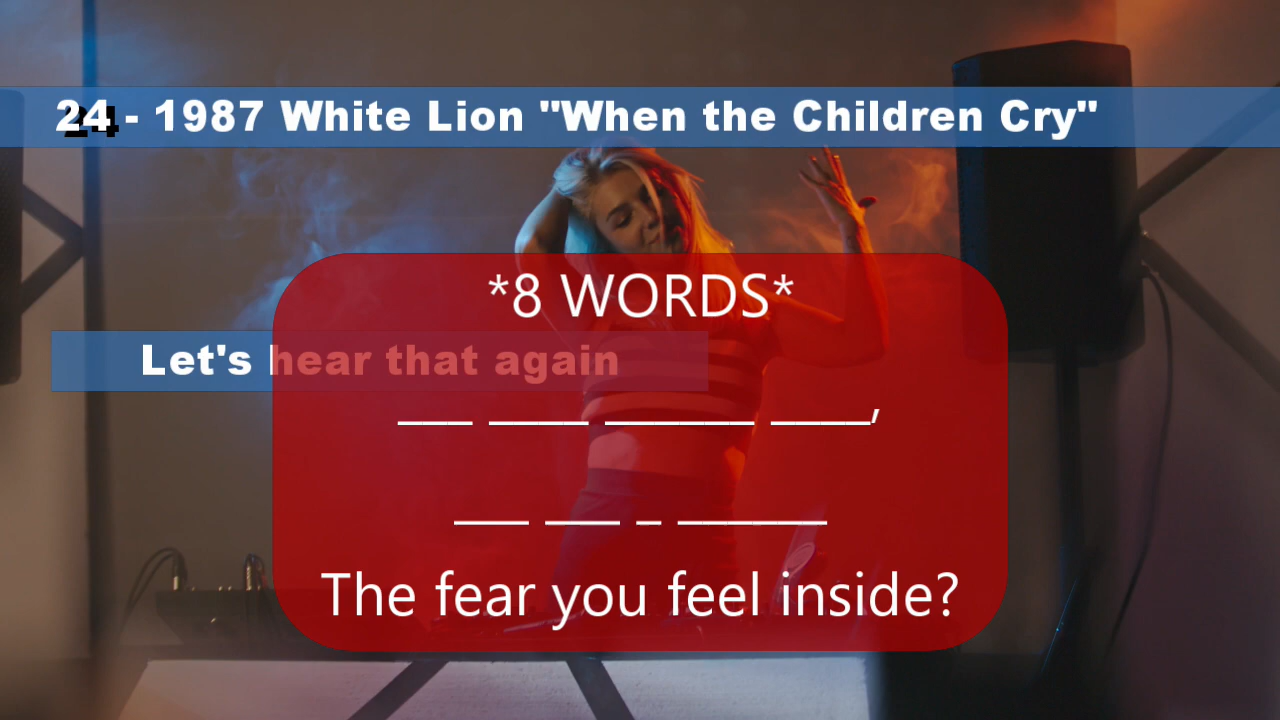 24 - 1987 White Lion "When the Children Cry"
*8 WORDS*
Let's hear that again
___ ____ ______ ____,
___ ___ _ ______
The fear you feel inside?